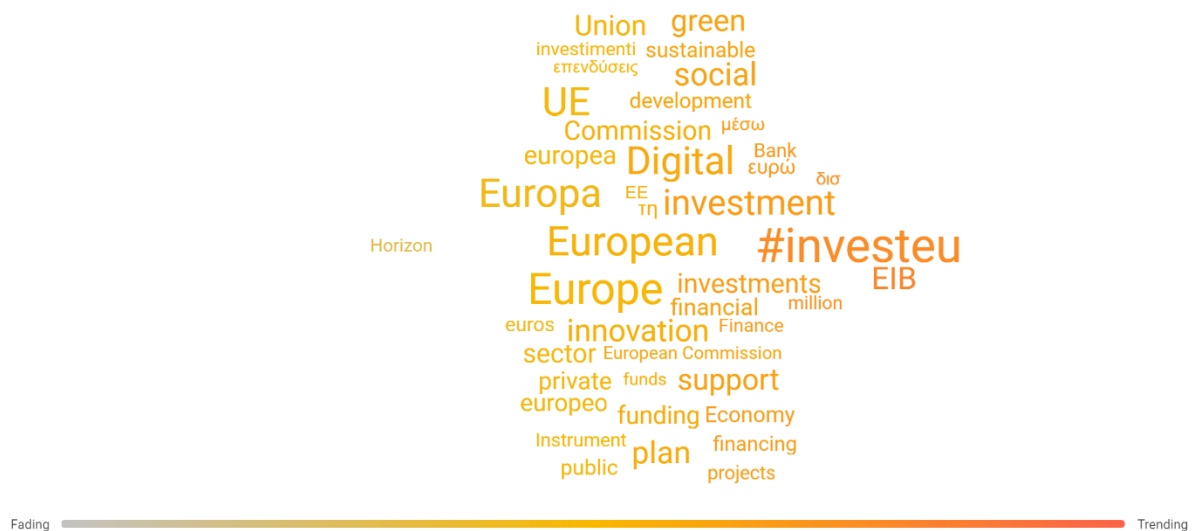 Union green
investimenti sustainable
επενδύσεις social
UE development
Commission μέσω
europea Digital Bank
ευρώ
Europa ΕΕ δισ
τη investment
Horizon European #investeu
Europe investments EIB
financial million
euros innovation Finance
sector European Commission
private funds support
europeo funding Economy
Instrument plan financing
public projects
Fading Trending